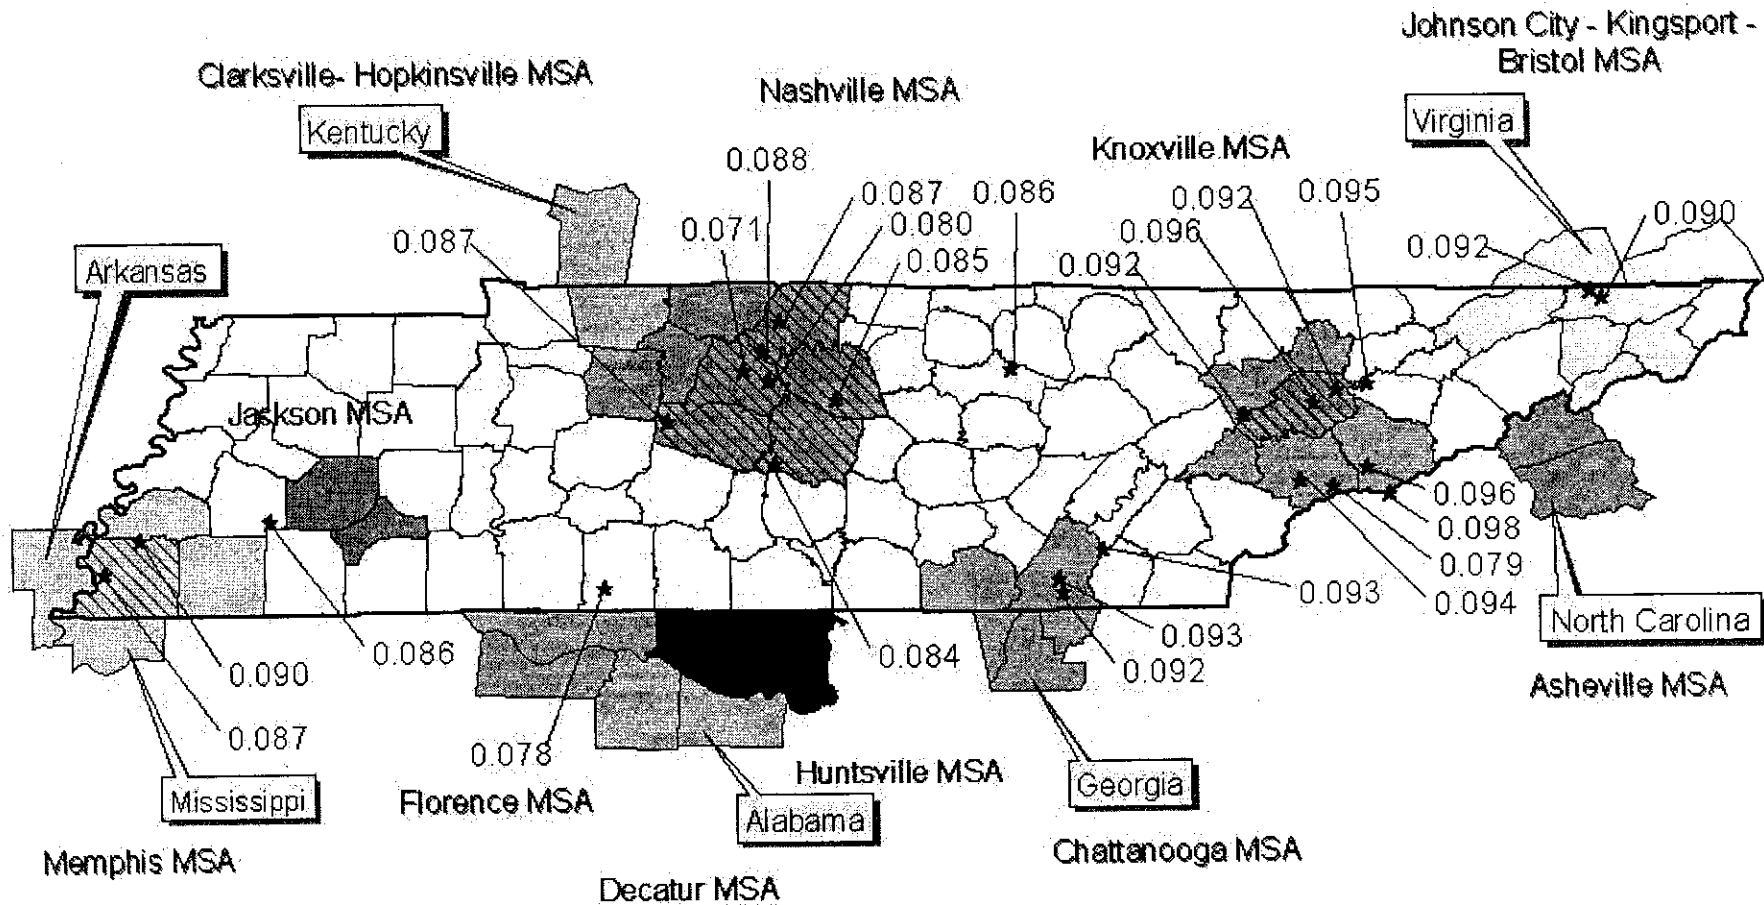 Johnson City - Kingsport -
Bristol MSA
Clarksville- Hopkinsville MSA
Nashville MSA
Kentucky
Virginia
Knoxville MSA
0.088
0.087
0.086
0.092
0.095
0.090
0.071
0.080
0.096
0.087
0.085
0.092
0.092
Arkansas
Jackson MSA
0.096
0.098
0.079
0.093
0.094
0.093
North Carolina
0.086
0.084
0.092
0.090
Asheville MSA
0.087
0.078
Huntsville MSA
Georgia
Mississippi
Florence MSA
Alabama
Chattanooga MSA
Memphis MSA
Decatur MSA